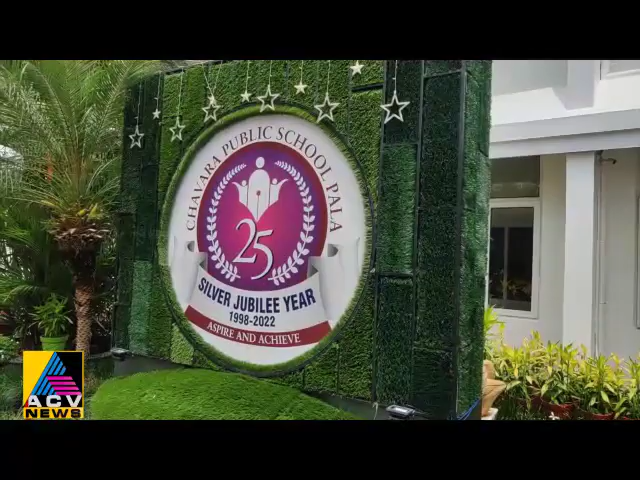 CHAVARA PUBLIC SCHOOL PALA
25
SILVER JUBILEE YEAR
1998-2022
ASPIRE AND ACHIEVE
ACV
NEWS